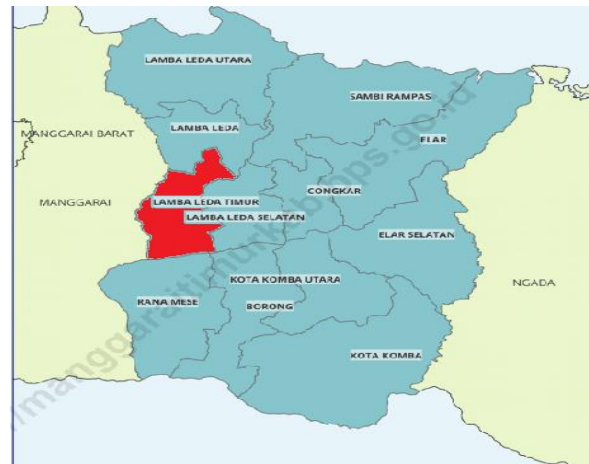 LAMBA LEDA UTARA
SAMBI RAMPAS
LAMBA LEDA
MANGGARAI BARAT
ELAR
CONGKAR
LAMBA LEDA TIMUR
MANGGARAI
LAMBA LEDA SELATAN
ELAR SELATAN
KOTA KOMBA UTARA
NGADA
RANA MESE
BORONG
KOTA KOMBA
//manggaraitimurkab.bps.go.id